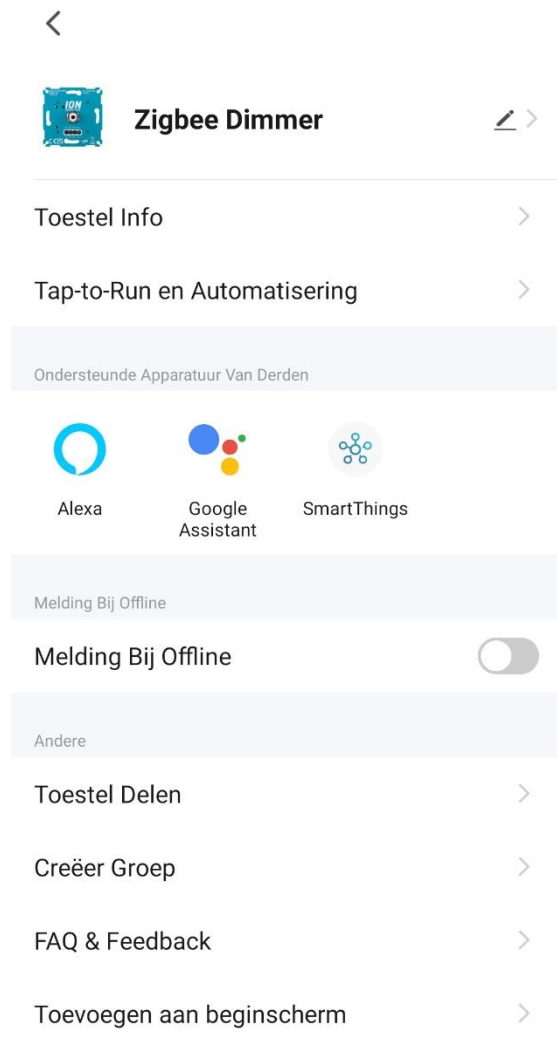 ION
Zigbee Dimmer
Toestel Info
Tap-to-Run en Automatisering
Ondersteunde Apparatuur Van Derden
Alexa
Google
Assistant
SmartThings
Melding Bij Offline
Melding Bij Offline
Andere
Toestel Delen
Creëer Groep
FAQ & Feedback
Toevoegen aan beginscherm